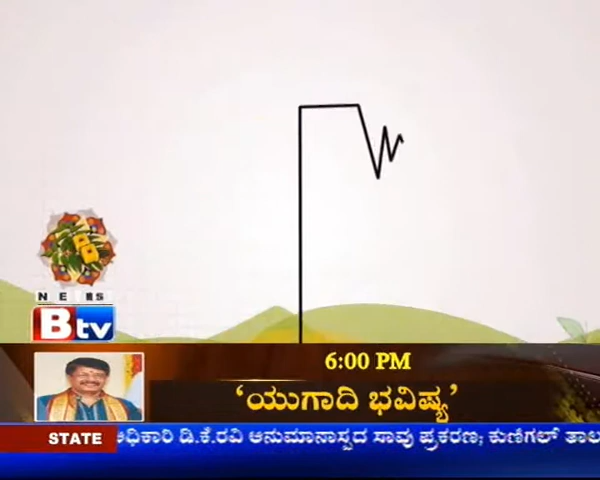 NEWS
Btv
6:00 PM
‘ಯುಗಾದಿ ಭವಿಷ್ಯ’
STATE ಅಧಿಕಾರಿ ಡಿ.ಕೆ.ರವಿ ಅನುಮಾನಾಸ್ಪದ ಸಾವು ಪ್ರಕರಣ; ಕುಣಿಗಲ್